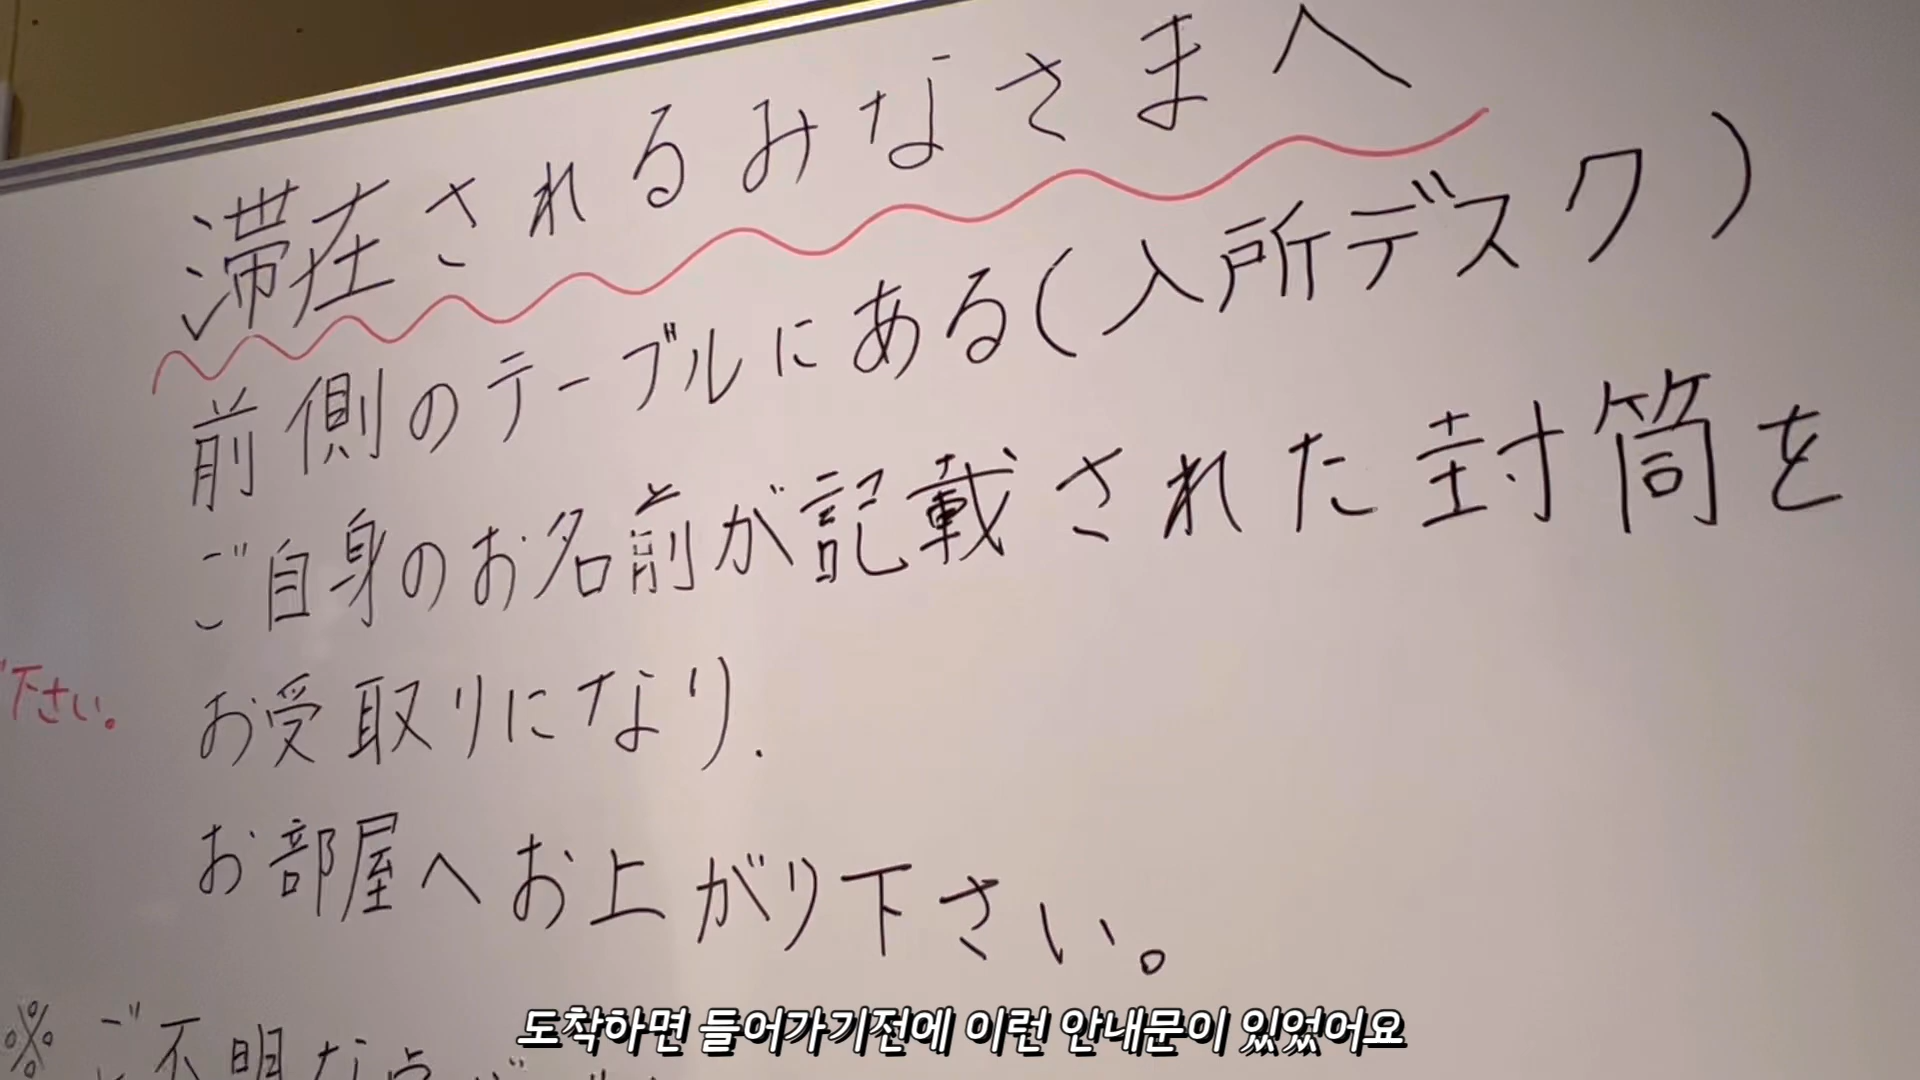 滞在されるみなさまへ
前側のテーブルにある(入所デスク)
ご自身のお名前が記載された封筒を
お受取りになり.
お部屋へお上がり下さい。
下さい。
※ ご不明な点が
도착하면 들어가기전에 이런 안내문이 있었어요